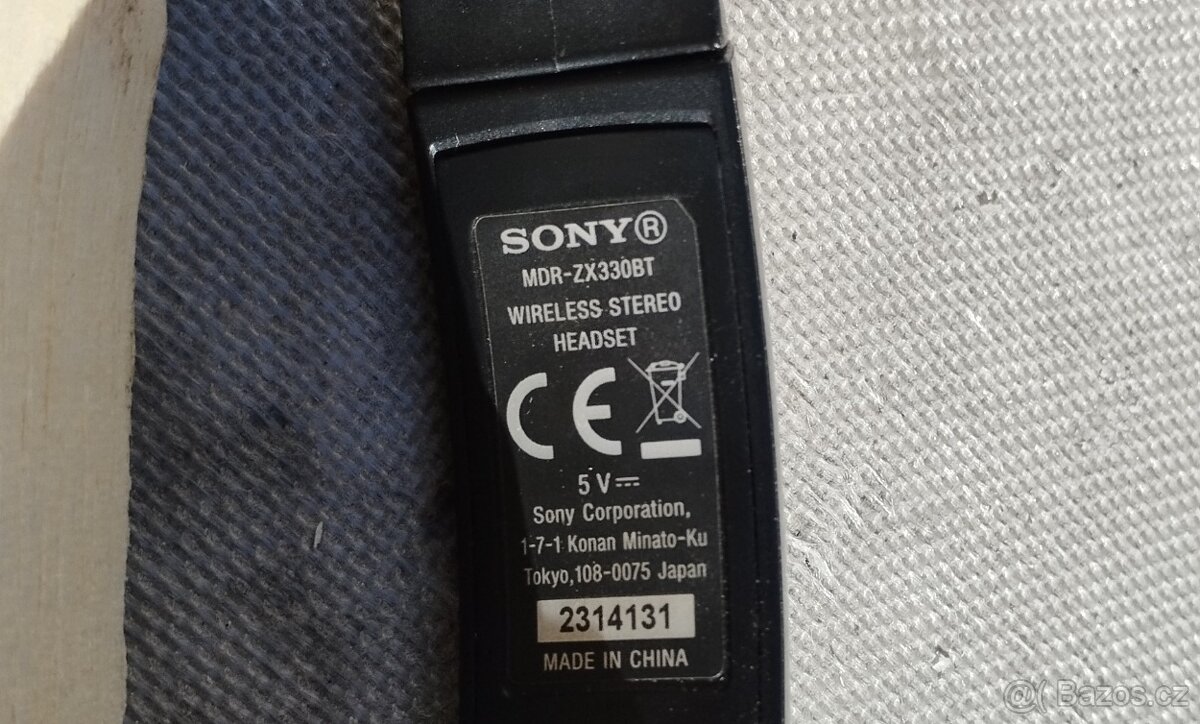 SONY®
MDR-ZX330BT
WIRELESS STEREO
HEADSET
CE
5 V
Sony Corporation,
1-7-1 Konan Minato-Ku
Tokyo,108-0075 Japan
2314131
MADE IN CHINA
@( Bazos.cz